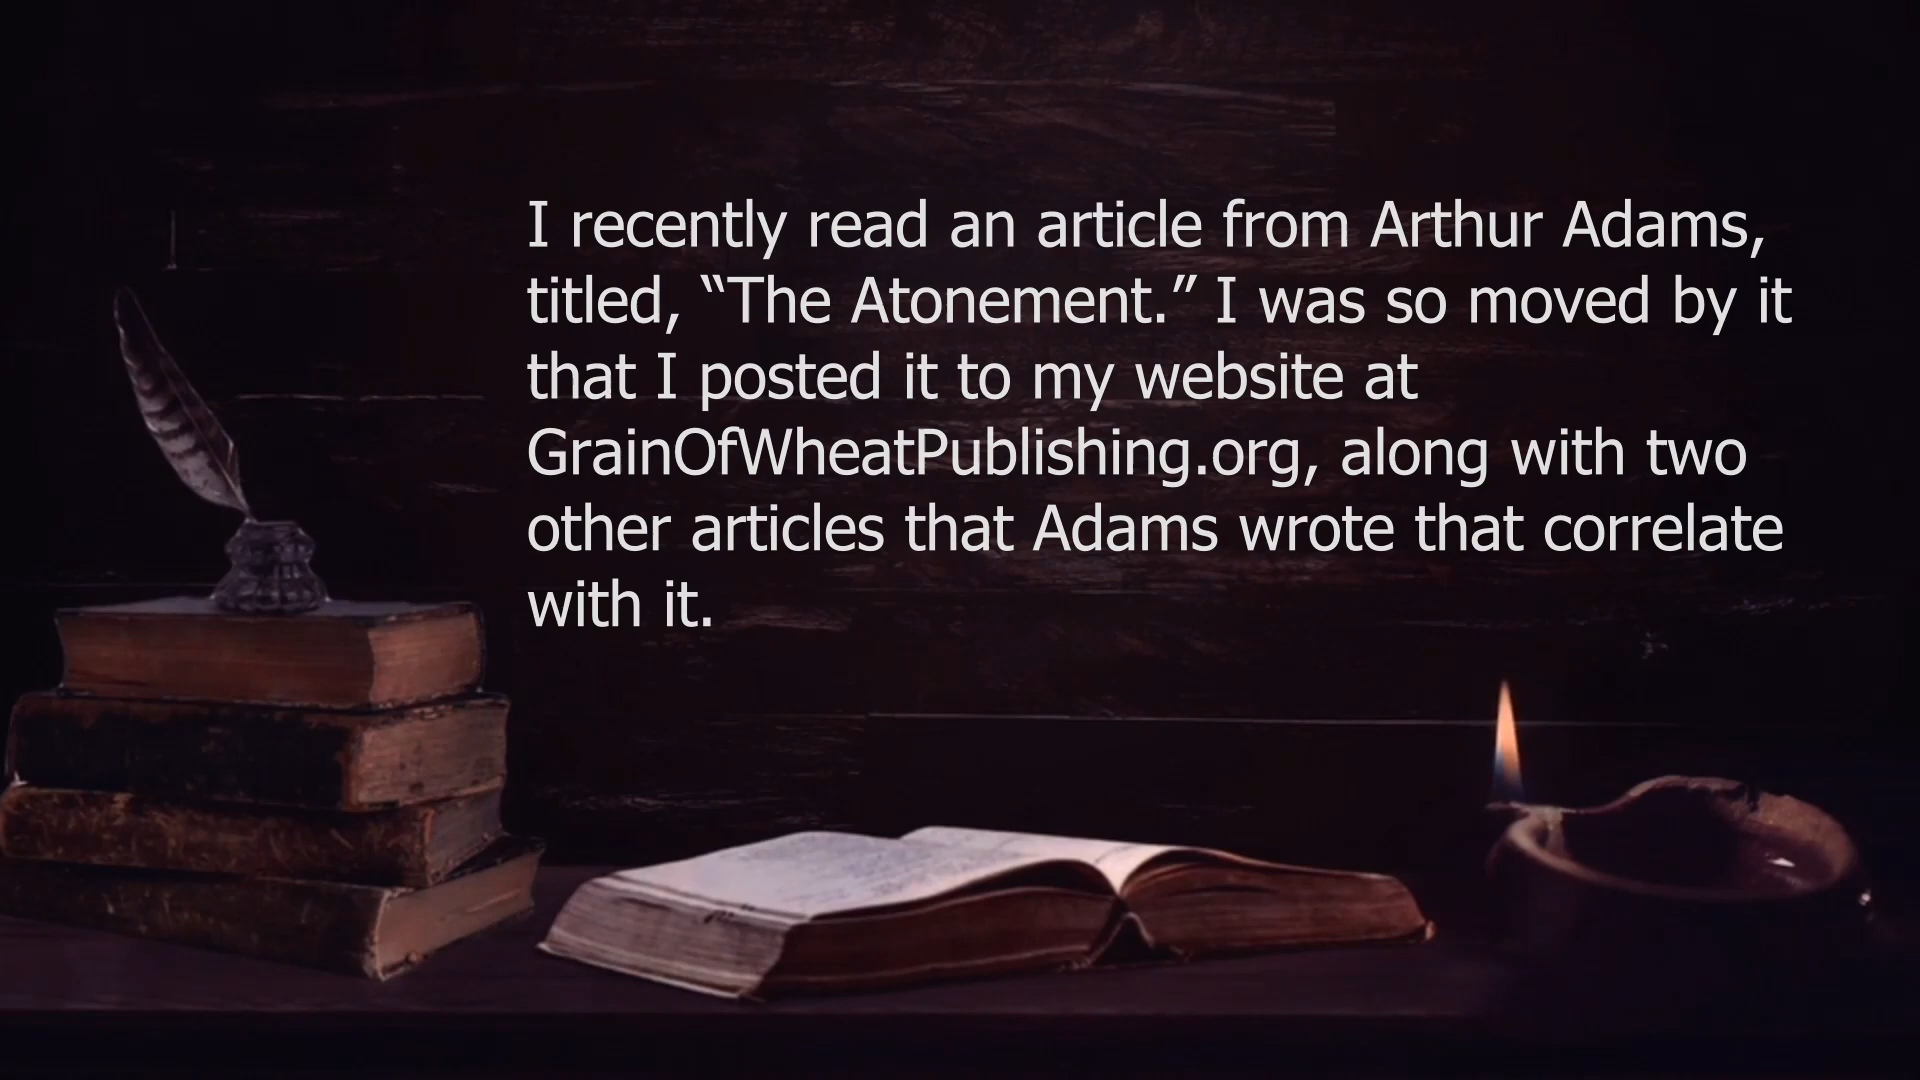 I recently read an article from Arthur Adams,
titled, “The Atonement.” I was so moved by it
that I posted it to my website at
GrainOfWheatPublishing.org, along with two
other articles that Adams wrote that correlate
with it.